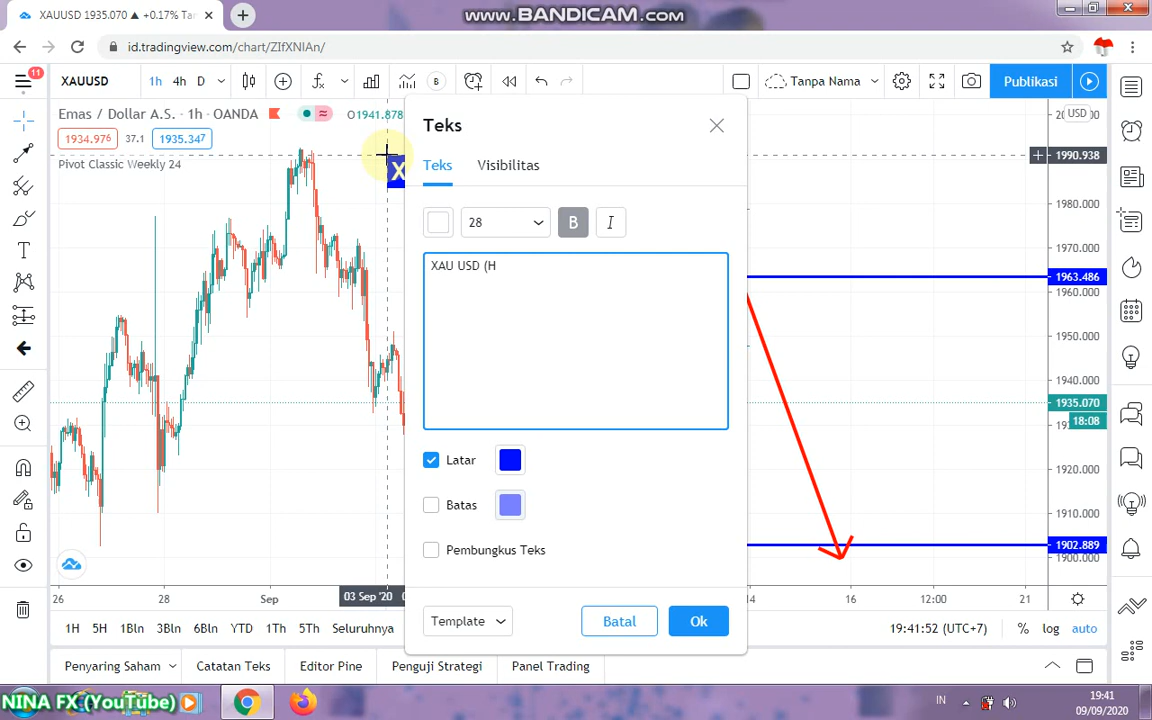 www.BANDICAM.com
XAUUSD 1935.070 ▲ +0.17% Tan
id.tradingview.com/chart/ZIfXNIAn/
11
XAUUSD
1h 4h D
B
Tanpa Nama
Publikasi
Emas / Dollar A.S. · 1h · OANDA
O1941.878
1934.976
37.1
1935.347
Pivot Classic Weekly 24
X
Teks
Teks
Visibilitas
28
B
I
XAU USD (H
Latar
Batas
Pembungkus Teks
Template
Batal
Ok
USD
1990.938
1980.000
1970.000
1963.486
1960.000
1950.000
1940.000
1935.070
18:08
1920.000
1910.000
1902.889
1900.000
26
28
Sep
03 Sep '20
14
16
12:00
21
1H 5H 1Bln 3Bln 6Bln YTD 1Th 5Th Seluruhnya
19:41:52 (UTC+7)
% log auto
Penyaring Saham
Catatan Teks
Editor Pine
Penguji Strategi
Panel Trading
NINA FX (YouTube)
IN
19:41
09/09/2020